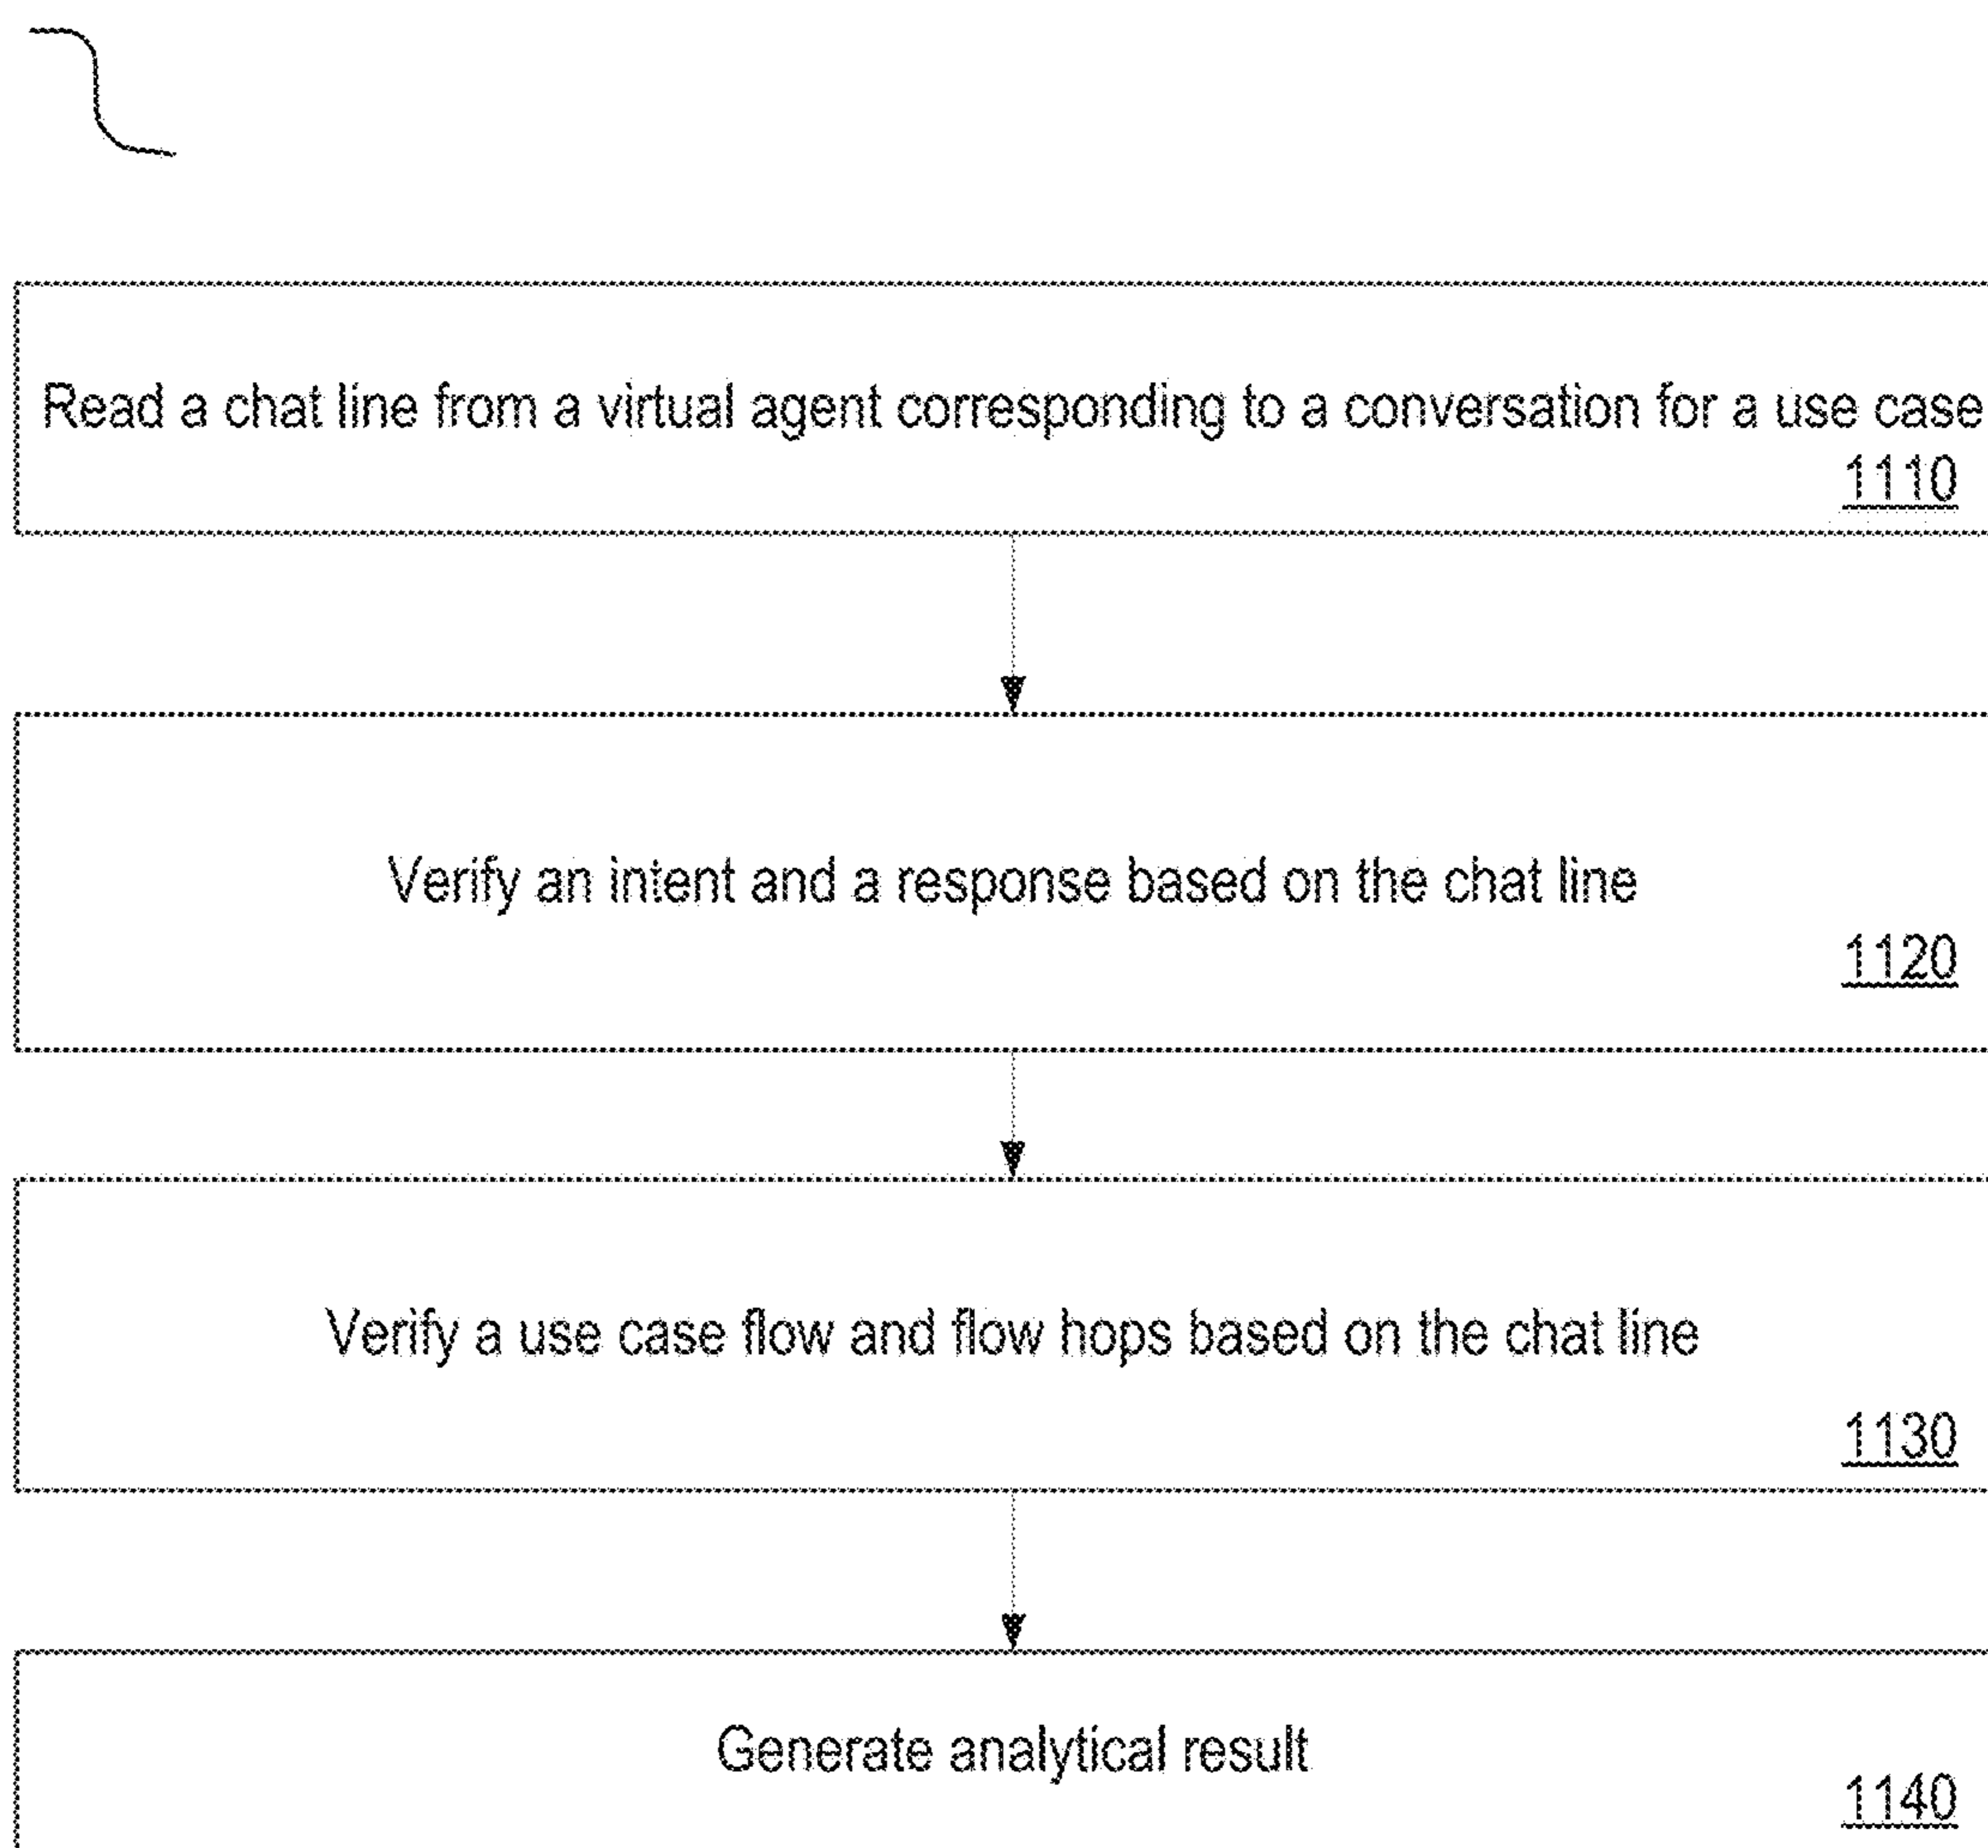 Read a chat line from a virtual agent corresponding to a conversation for a use case
1110
Verify an intent and a response based on the chat line
1120
Verify a use case flow and flow hops based on the chat line
1130
Generate analytical result
1140